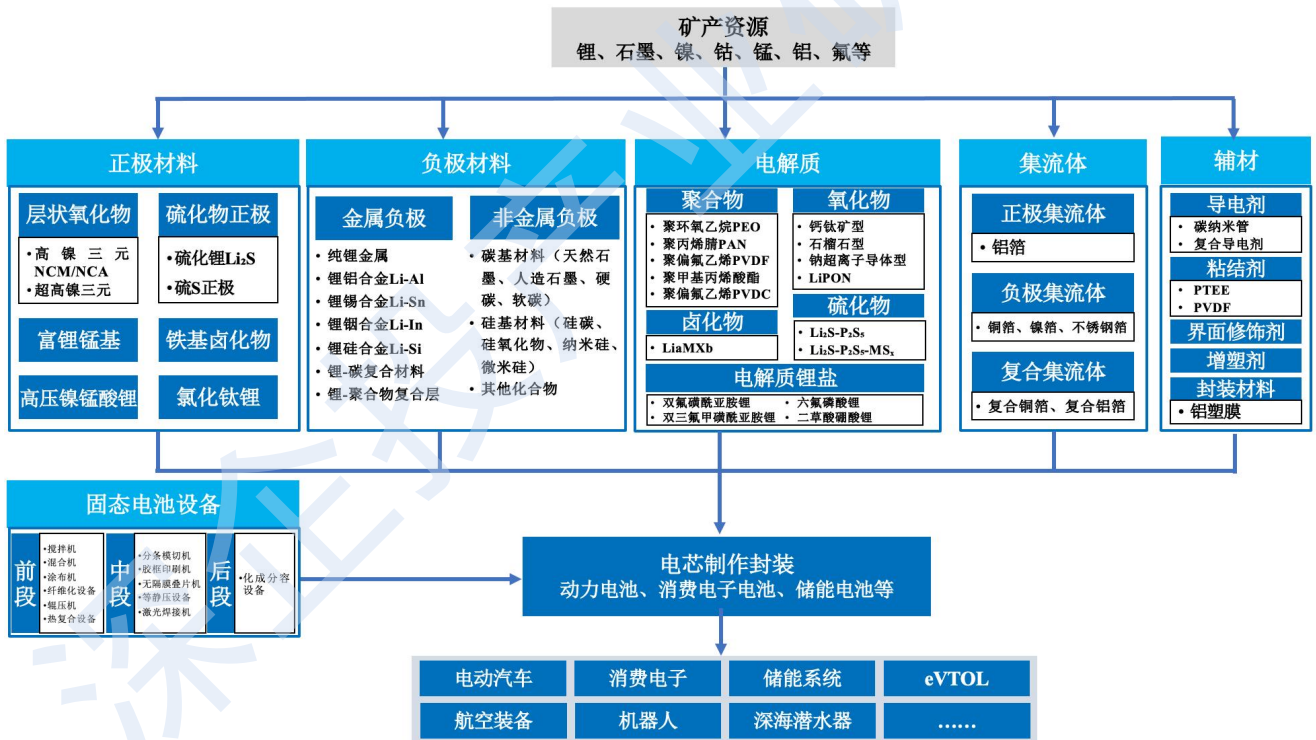 矿产资源
锂、石墨、镍、钴、锰、铝、氟等
正极材料
层状氧化物
•高镍三元
NCM/NCA
•超高镍三元
硫化物正极
•硫化锂Li₂S
•硫S正极
富锂锰基
铁基卤化物
高压镍锰酸锂
氯化钛锂
负极材料
金属负极
• 纯锂金属
• 锂铝合金Li-Al
• 锂锡合金Li-Sn
• 锂铟合金Li-In
• 锂硅合金Li-Si
• 锂-碳复合材料
• 锂-聚合物复合层
非金属负极
• 碳基材料（天然石
墨、人造石墨、硬
碳、软碳）
• 硅基材料（硅碳、
硅氧化物、纳米硅、
微米硅）
• 其他化合物
电解质
聚合物
• 聚环氧乙烷PEO
• 聚丙烯腈PAN
• 聚偏氟乙烯PVDF
• 聚甲基丙烯酸酯
• 聚偏氟乙烯PVDC
氧化物
• 钙钛矿型
• 石榴石型
• 钠超离子导体型
• LiPON
卤化物
• LiaMXb
硫化物
• Li₂S-P₂S₅
• Li₂S-P₂S₅-MSₓ
电解质锂盐
• 双氟磺酰亚胺锂
• 六氟磷酸锂
• 双三氟甲磺酰亚胺锂
• 二草酸硼酸锂
集流体
正极集流体
• 铝箔
负极集流体
• 铜箔、镍箔、不锈钢箔
复合集流体
• 复合铜箔、复合铝箔
辅材
导电剂
• 碳纳米管
• 复合导电剂
粘结剂
• PTEE
• PVDF
界面修饰剂
增塑剂
封装材料
• 铝塑膜
固态电池设备
前段
•搅拌机
•混合机
•涂布机
•纤维化设备
•辊压机
•热复合设备
中段
•分条模切机
•胶框印刷机
•无隔膜叠片机
•等静压设备
•激光焊接机
后段
•化成分容
设备
电芯制作封装
动力电池、消费电子电池、储能电池等
电动汽车
消费电子
储能系统
eVTOL
航空装备
机器人
深海潜水器
……
深企投产业研